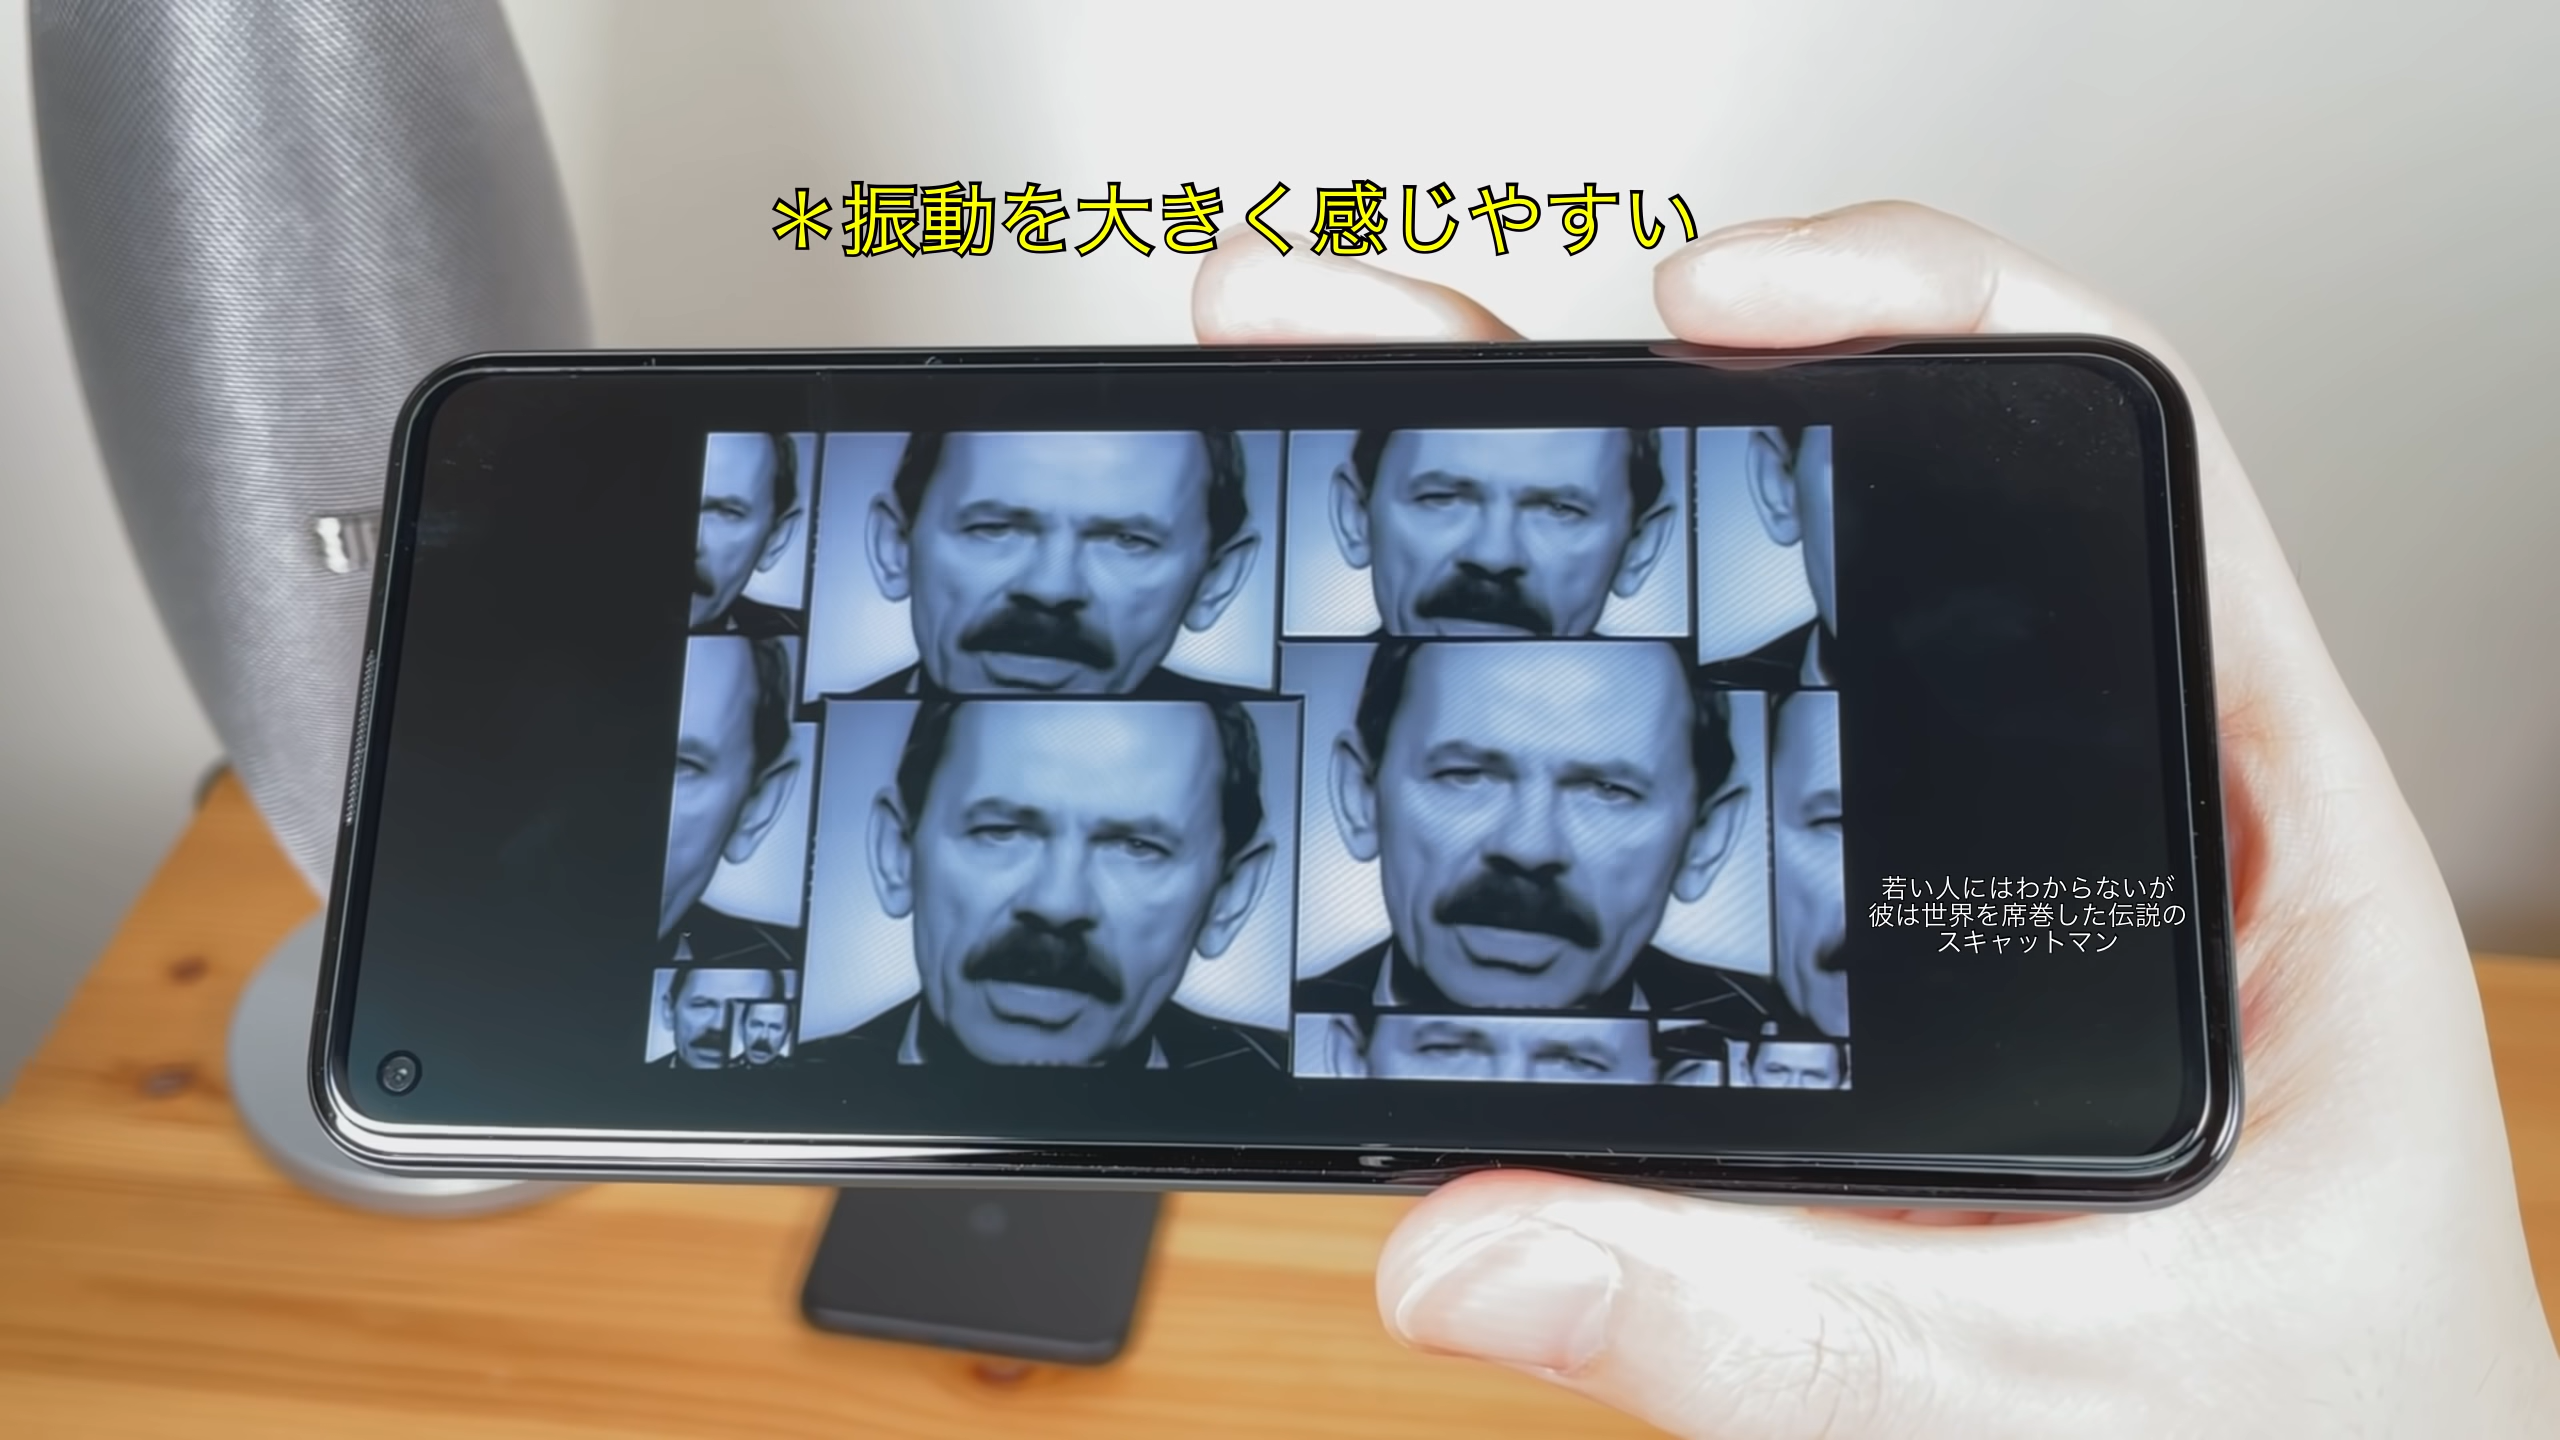 ＊振動を大きく感じやすい
若い人にはわからないが
彼は世界を席巻した伝説の
スキャットマン